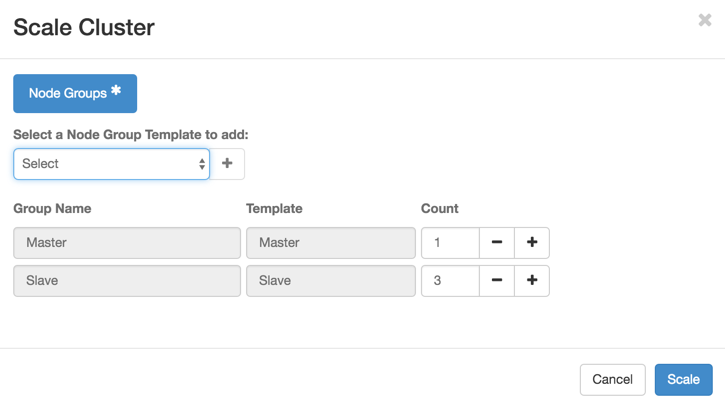 Scale Cluster
Node Groups *
Select a Node Group Template to add:
Select
Group Name Template Count
Master Master 1
Slave Slave 3
Cancel Scale